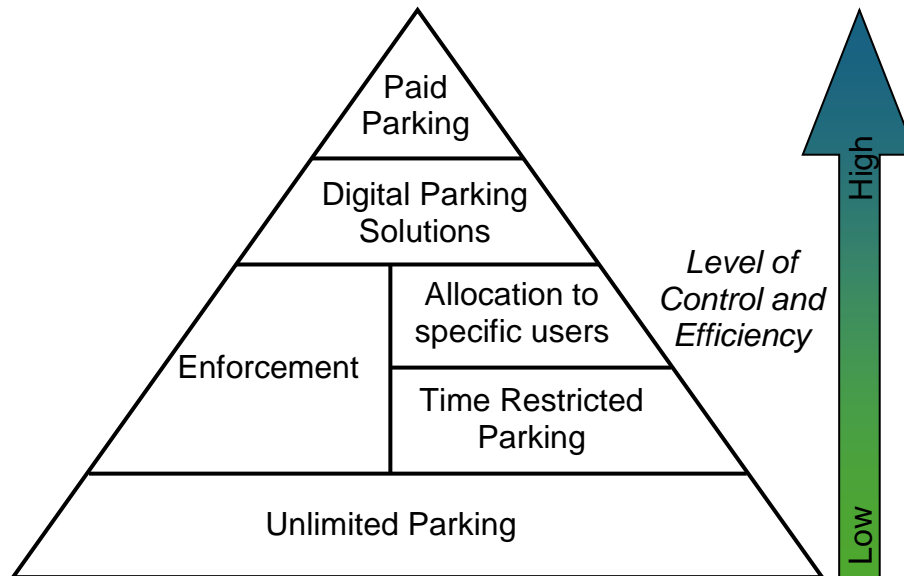 Paid
Parking
Digital Parking
Solutions
Allocation to
specific users
Enforcement
Time Restricted
Parking
Unlimited Parking
Level of
Control and
Efficiency
High
Low